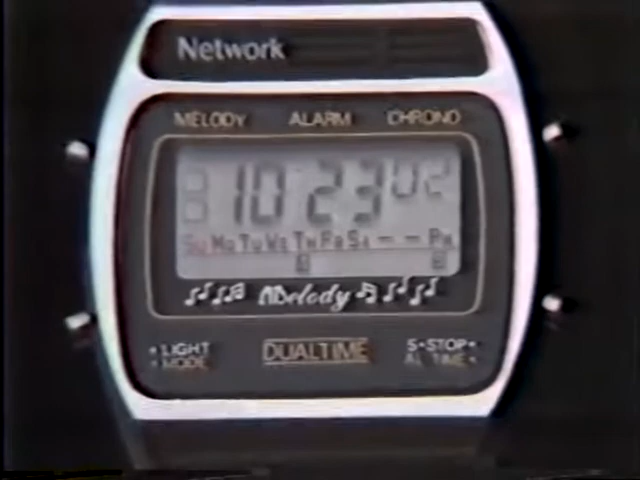 Network
MELODY ALARM CHRONO
10 23 02
SU MO TU WE TH FR SA -- PM
Melody
LIGHT DUALTIME S-STOP
MODE AL TIME